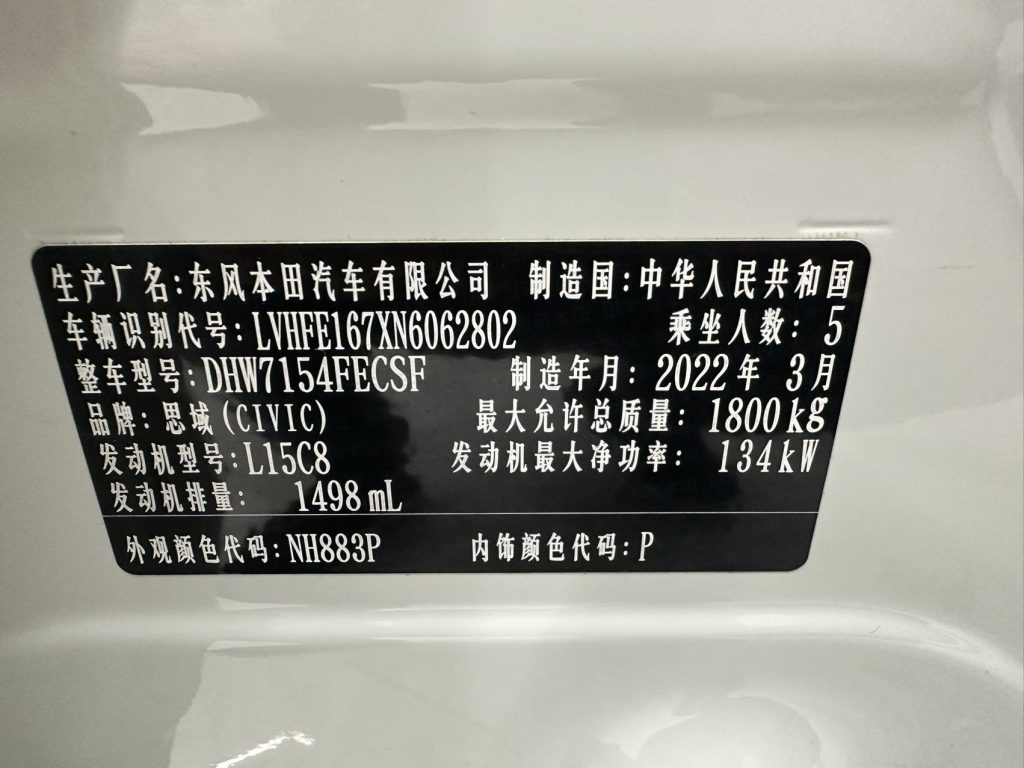 生产厂名:东风本田汽车有限公司 制造国:中华人民共和国
车辆识别代号:LVHFE167XN6062802 乘坐人数:5
整车型号:DHW7154FECSF 制造年月:2022年 3月
品牌:思域(CIVIC) 最大允许总质量:1800kg
发动机型号:L15C8 发动机最大净功率:134kW
发动机排量: 1498mL
外观颜色代码:NH883P 内饰颜色代码:P